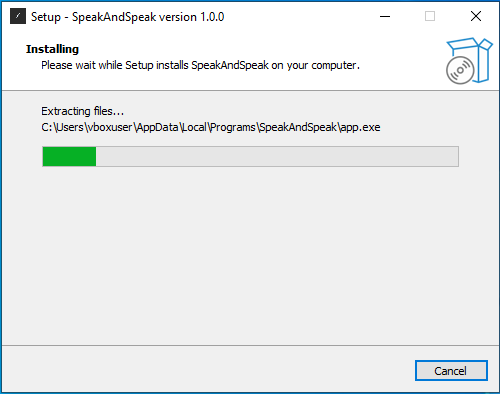 Setup - SpeakAndSpeak version 1.0.0
Installing
Please wait while Setup installs SpeakAndSpeak on your computer.
Extracting files...
C:\Users\vboxuser\AppData\Local\Programs\SpeakAndSpeak\app.exe
Cancel